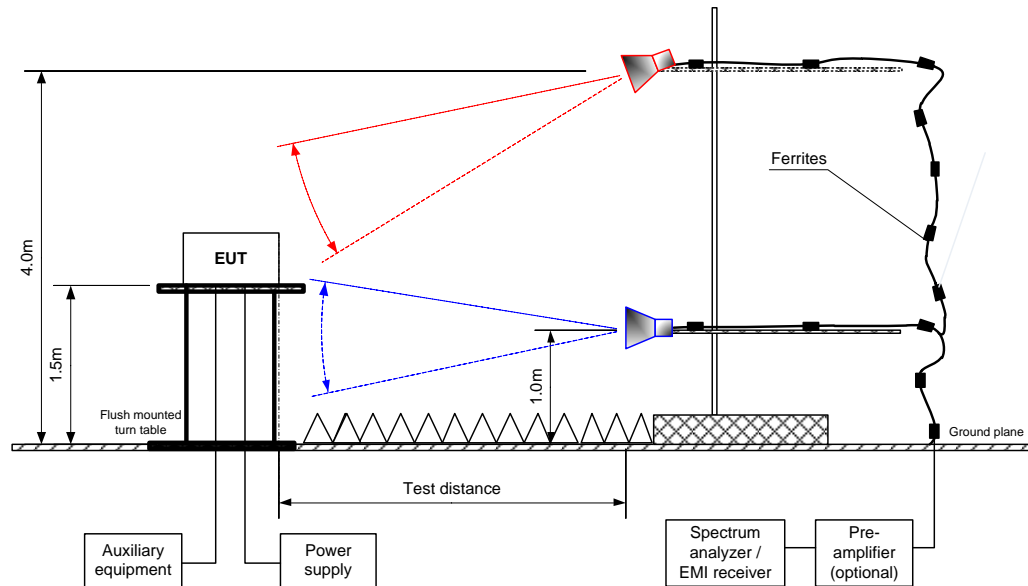 4.0m
Ferrites
EUT
1.5m
1.0m
Flush mounted
turn table
Ground plane
Test distance
Auxiliary
equipment
Power
supply
Spectrum
analyzer /
EMI receiver
Pre-
amplifier
(optional)